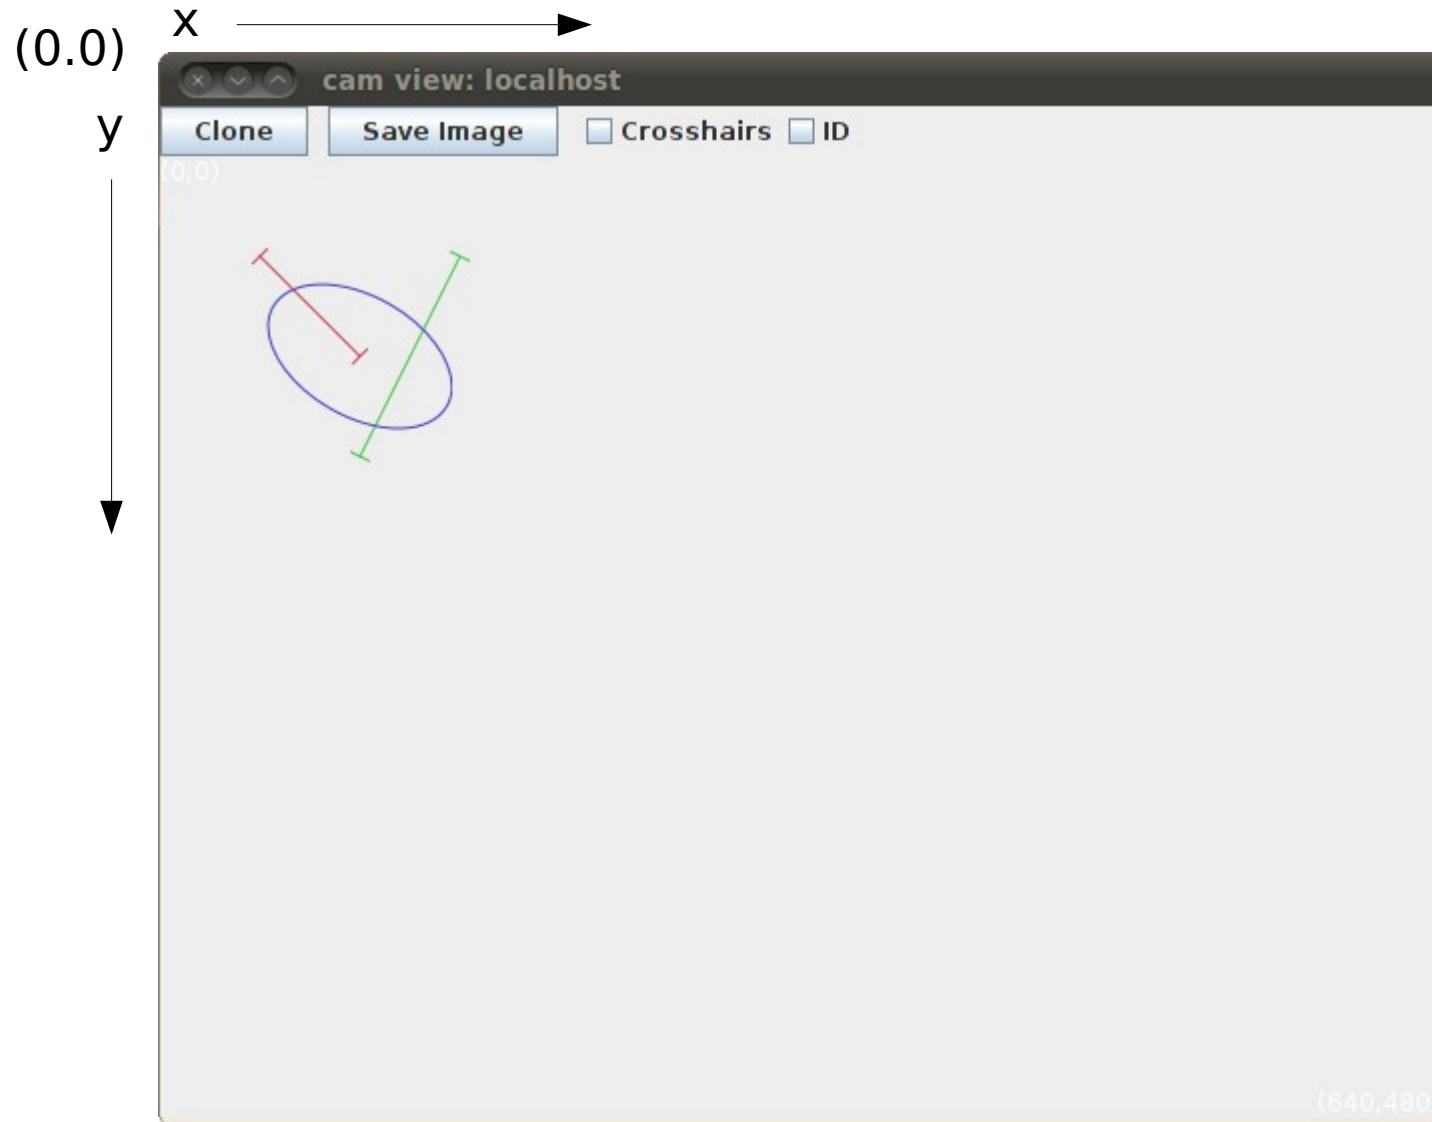 x
(0.0)
cam view: localhost
y
Clone Save Image Crosshairs ID
(0,0)
(640,480